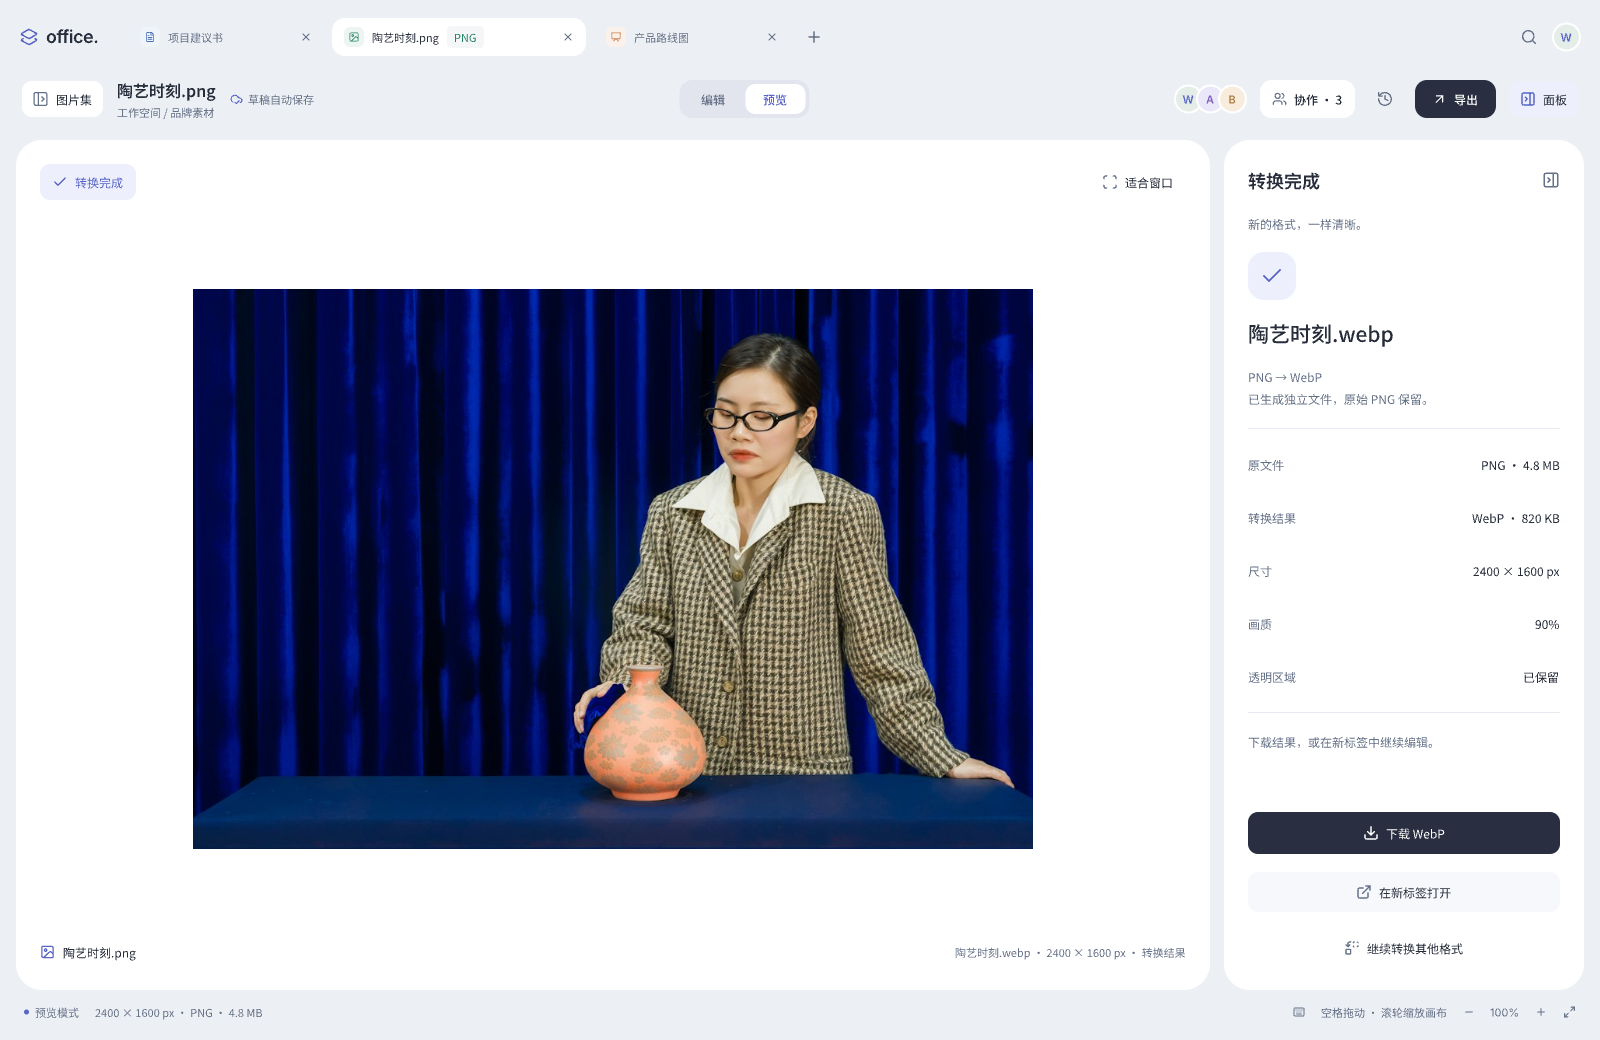 office.
项目建议书
陶艺时刻.png PNG
产品路线图
W
图片集
陶艺时刻.png
工作空间 / 品牌素材
草稿自动保存
编辑 预览
W A B
协作 · 3
导出
面板
转换完成
适合窗口
陶艺时刻.png
陶艺时刻.webp · 2400 × 1600 px · 转换结果
转换完成
新的格式，一样清晰。
陶艺时刻.webp
PNG → WebP
已生成独立文件，原始 PNG 保留。
原文件 PNG · 4.8 MB
转换结果 WebP · 820 KB
尺寸 2400 × 1600 px
画质 90%
透明区域 已保留
下载结果，或在新标签中继续编辑。
下载 WebP
在新标签打开
继续转换其他格式
预览模式 2400 × 1600 px · PNG · 4.8 MB
空格拖动 · 滚轮缩放画布 100%